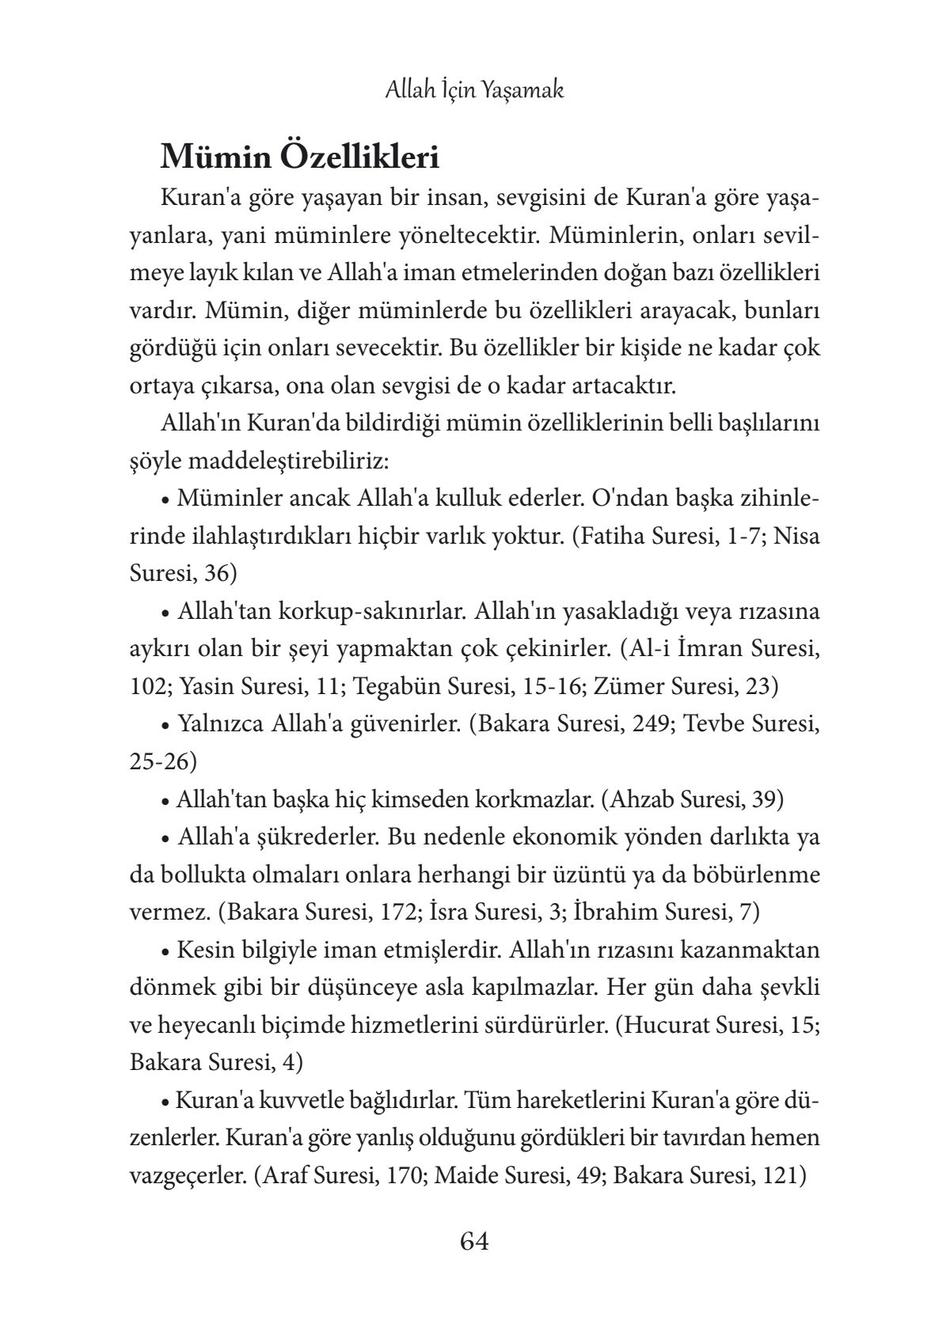 Allah İçin Yaşamak
Mümin Özellikleri
Kuran'a göre yaşayan bir insan, sevgisini de Kuran'a göre yaşa-
yanlara, yani müminlere yöneltecektir. Müminlerin, onları sevil-
meye layık kılan ve Allah'a iman etmelerinden doğan bazı özellikleri
vardır. Mümin, diğer müminlerde bu özellikleri arayacak, bunları
gördüğü için onları sevecektir. Bu özellikler bir kişide ne kadar çok
ortaya çıkarsa, ona olan sevgisi de o kadar artacaktır.
Allah'ın Kuran'da bildirdiği mümin özelliklerinin belli başlılarını
şöyle maddeleştirebiliriz:
• Müminler ancak Allah'a kulluk ederler. O'ndan başka zihinle-
rinde ilahlaştırdıkları hiçbir varlık yoktur. (Fatiha Suresi, 1-7; Nisa
Suresi, 36)
• Allah'tan korkup-sakınırlar. Allah'ın yasakladığı veya rızasına
aykırı olan bir şeyi yapmaktan çok çekinirler. (Al-i İmran Suresi,
102; Yasin Suresi, 11; Tegabün Suresi, 15-16; Zümer Suresi, 23)
• Yalnızca Allah'a güvenirler. (Bakara Suresi, 249; Tevbe Suresi,
25-26)
• Allah'tan başka hiç kimseden korkmazlar. (Ahzab Suresi, 39)
• Allah'a şükrederler. Bu nedenle ekonomik yönden darlıkta ya
da bollukta olmaları onlara herhangi bir üzüntü ya da böbürlenme
vermez. (Bakara Suresi, 172; İsra Suresi, 3; İbrahim Suresi, 7)
• Kesin bilgiyle iman etmişlerdir. Allah'ın rızasını kazanmaktan
dönmek gibi bir düşünceye asla kapılmazlar. Her gün daha şevkli
ve heyecanlı biçimde hizmetlerini sürdürürler. (Hucurat Suresi, 15;
Bakara Suresi, 4)
• Kuran'a kuvvetle bağlıdırlar. Tüm hareketlerini Kuran'a göre dü-
zenlerler. Kuran'a göre yanlış olduğunu gördükleri bir tavırdan hemen
vazgeçerler. (Araf Suresi, 170; Maide Suresi, 49; Bakara Suresi, 121)
64